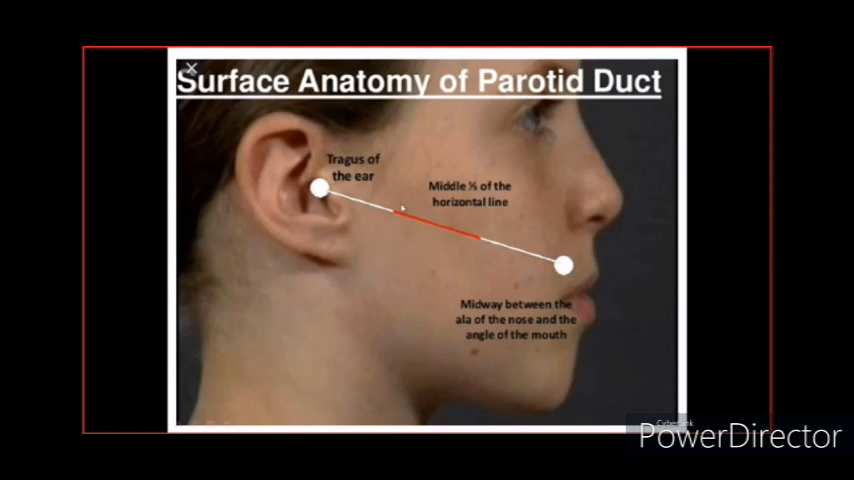 Surface Anatomy of Parotid Duct
Tragus of
the ear
Middle ⅓ of the
horizontal line
Midway between the
ala of the nose and the
angle of the mouth
CyberLink
PowerDirector